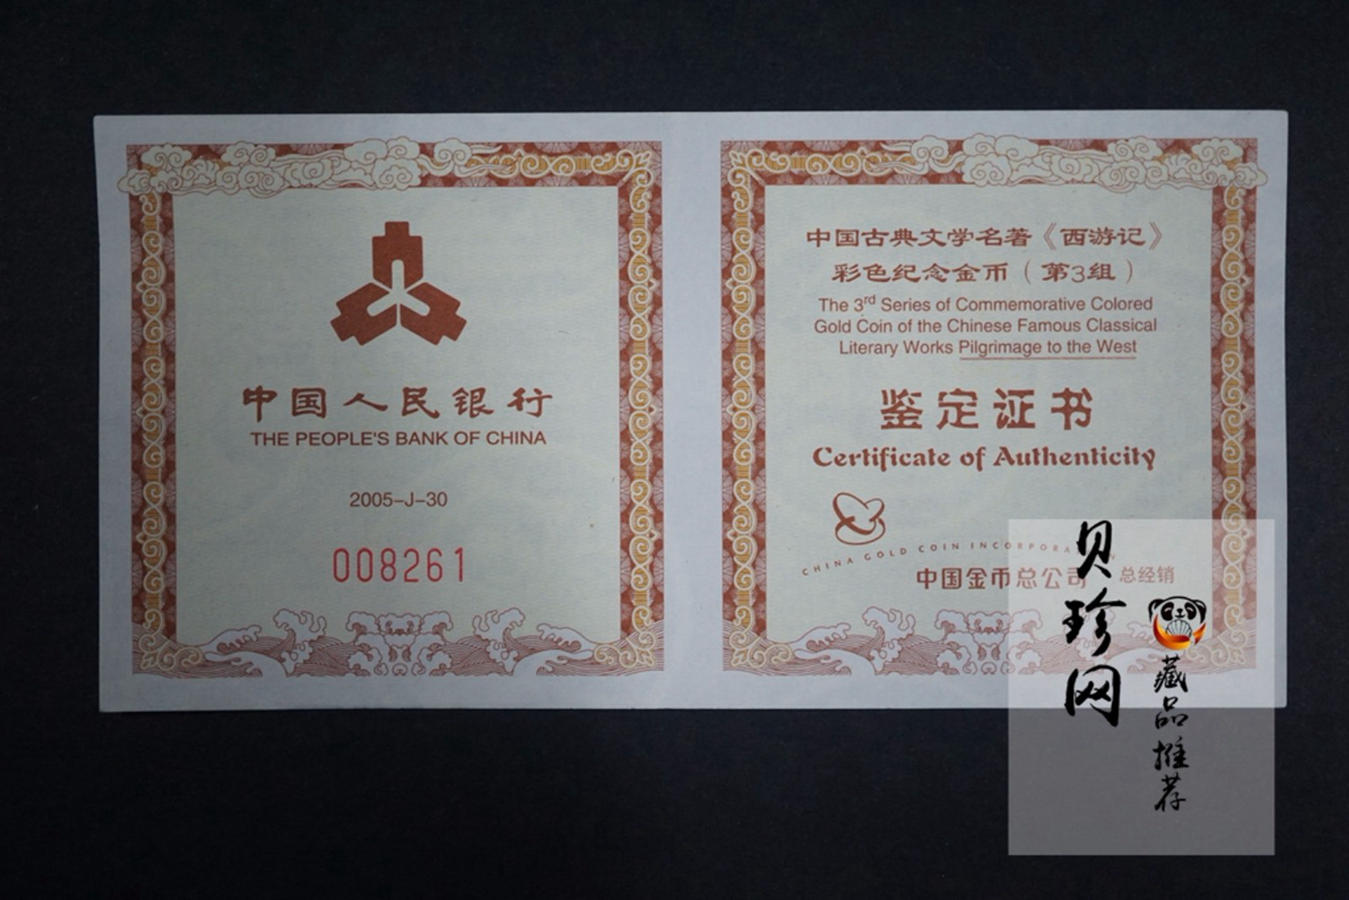 中国人民银行
THE PEOPLE'S BANK OF CHINA
2005-J-30
008261
中国古典文学名著《西游记》
彩色纪念金币（第3组）
The 3rd Series of Commemorative Colored
Gold Coin of the Chinese Famous Classical
Literary Works Pilgrimage to the West
鉴定证书
Certificate of Authenticity
CHINA GOLD COIN INCORPORATION
中国金币总公司 总经销
贝珍网
藏品推荐